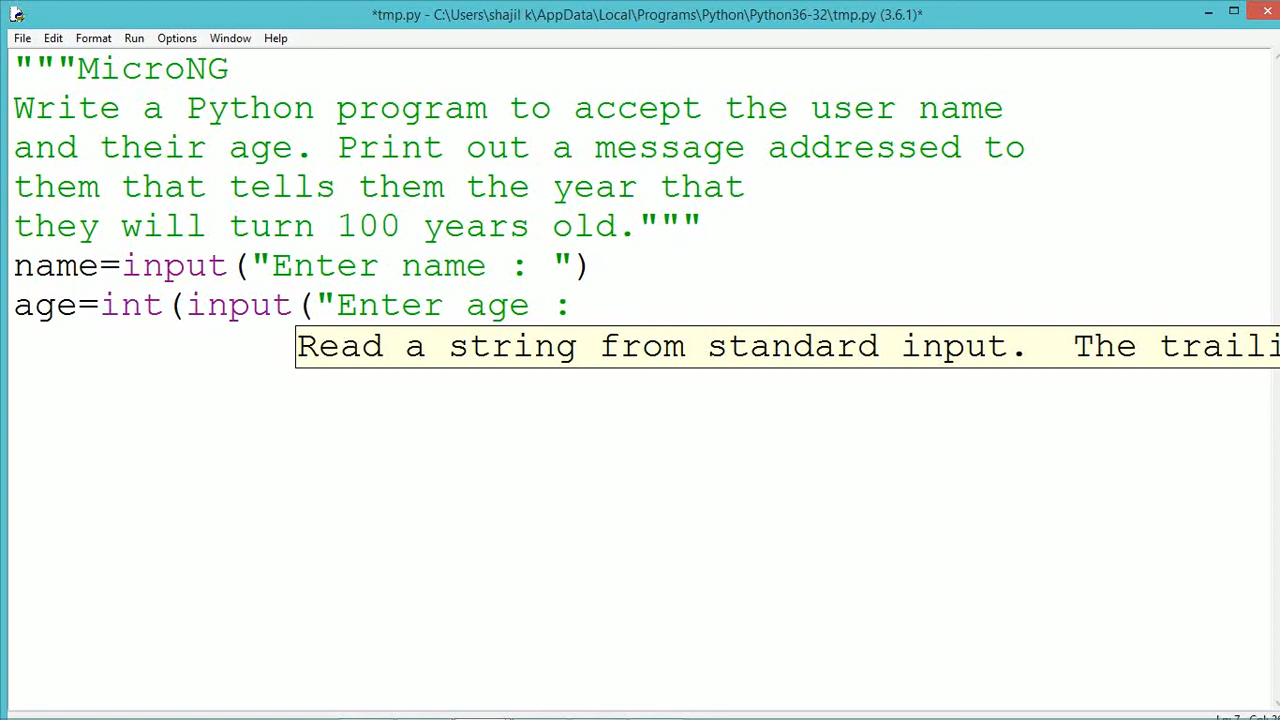 *tmp.py - C:\Users\shajil k\AppData\Local\Programs\Python\Python36-32\tmp.py (3.6.1)*
File Edit Format Run Options Window Help
"""MicroNG
Write a Python program to accept the user name
and their age. Print out a message addressed to
them that tells them the year that
they will turn 100 years old."""
name=input("Enter name : ")
age=int(input("Enter age :
Read a string from standard input.  The traili